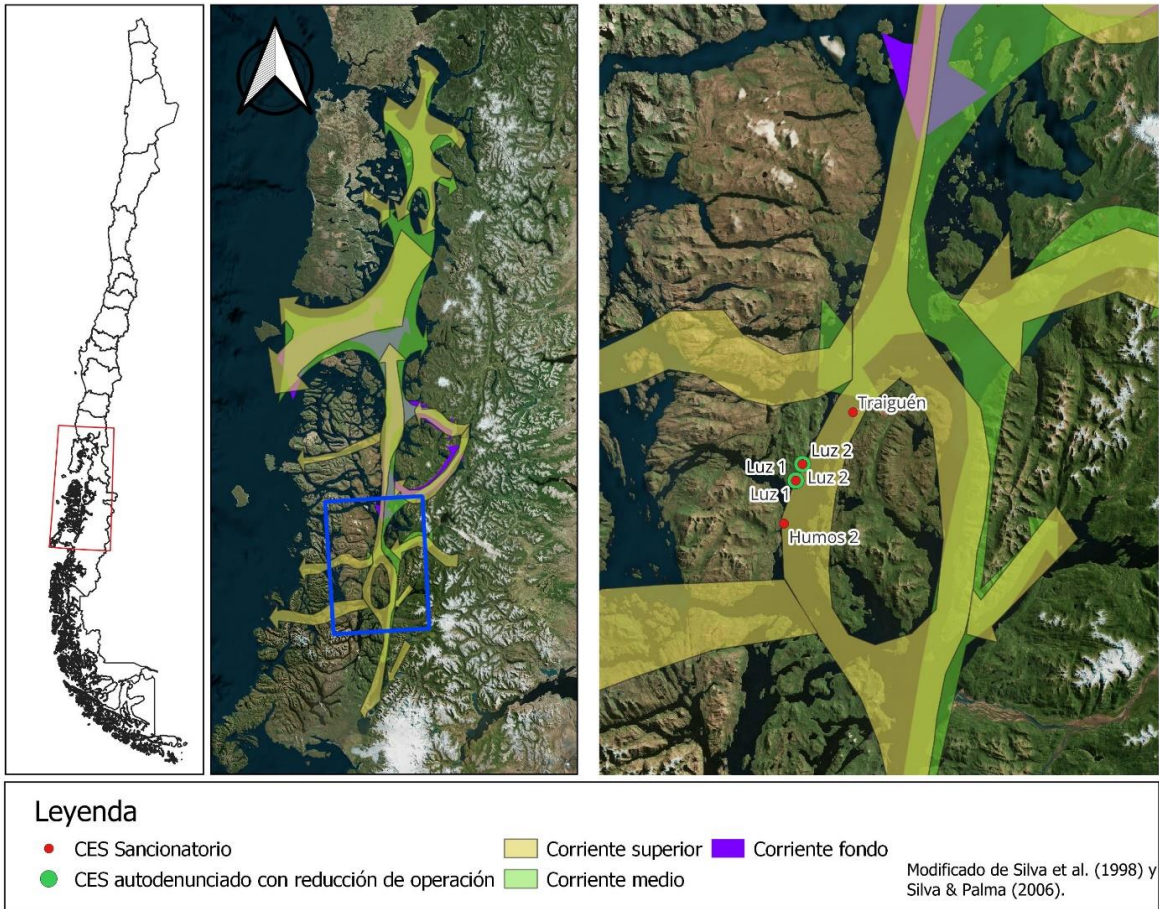 Traiguén
Luz 2
Luz 1
Luz 2
Luz 1
Humos 2
Leyenda
CES Sancionatorio
CES autodenunciado con reducción de operación
Corriente superior
Corriente medio
Corriente fondo
Modificado de Silva et al. (1998) y
Silva & Palma (2006).